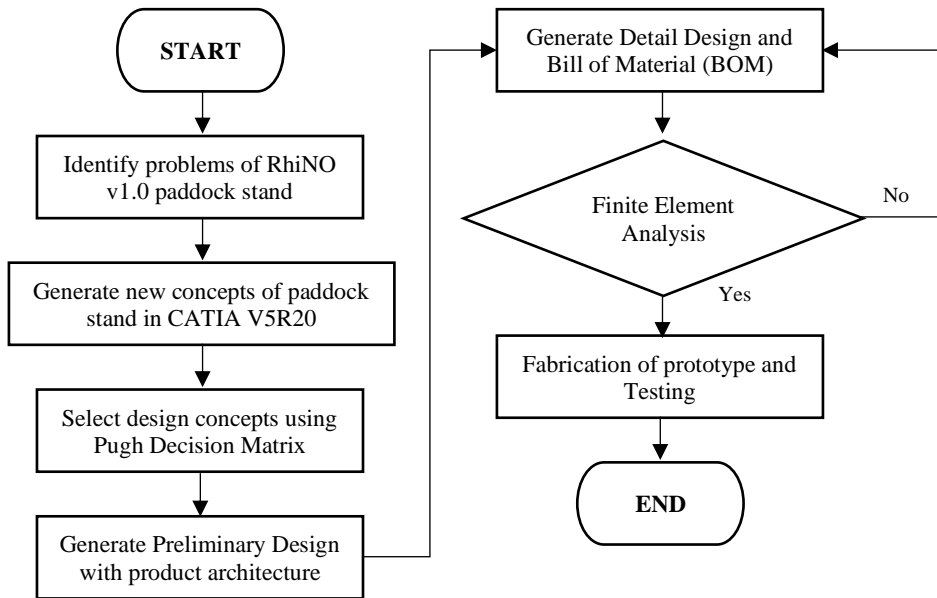 START
Identify problems of RhiNO
v1.0 paddock stand
Generate new concepts of paddock
stand in CATIA V5R20
Select design concepts using
Pugh Decision Matrix
Generate Preliminary Design
with product architecture
Generate Detail Design and
Bill of Material (BOM)
Finite Element
Analysis
No
Yes
Fabrication of prototype and
Testing
END